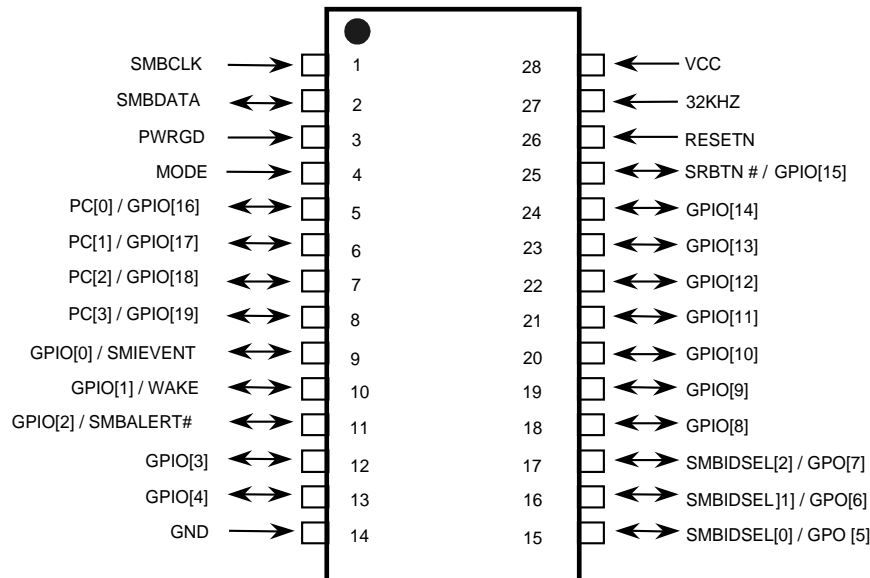 SMBCLK 1 28 VCC
SMBDATA 2 27 32KHZ
PWRGD 3 26 RESETN
MODE 4 25 SRBTN # / GPIO[15]
PC[0] / GPIO[16] 5 24 GPIO[14]
PC[1] / GPIO[17] 6 23 GPIO[13]
PC[2] / GPIO[18] 7 22 GPIO[12]
PC[3] / GPIO[19] 8 21 GPIO[11]
GPIO[0] / SMIEVENT 9 20 GPIO[10]
GPIO[1] / WAKE 10 19 GPIO[9]
GPIO[2] / SMBALERT# 11 18 GPIO[8]
GPIO[3] 12 17 SMBIDSEL[2] / GPO[7]
GPIO[4] 13 16 SMBIDSEL]1] / GPO[6]
GND 14 15 SMBIDSEL[0] / GPO [5]